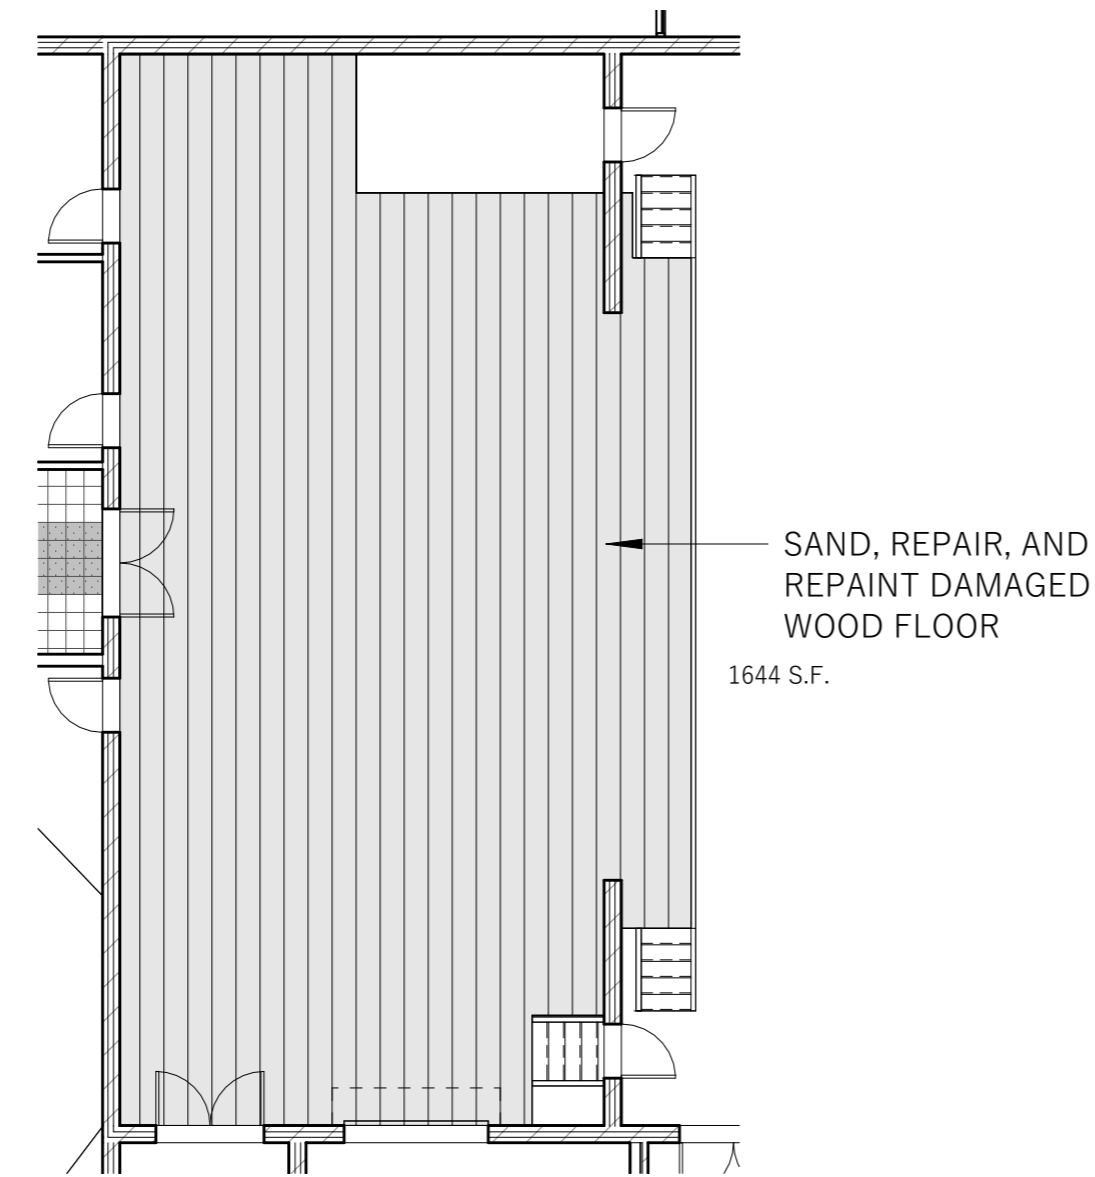 SAND, REPAIR, AND
REPAINT DAMAGED
WOOD FLOOR
1644 S.F.